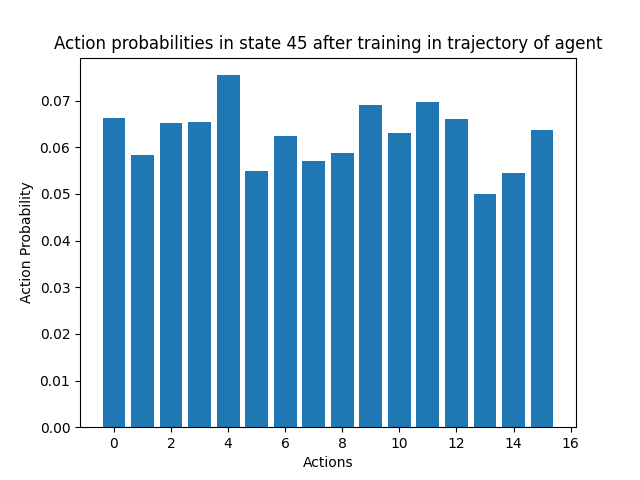 Action probabilities in state 45 after training in trajectory of agent
Action Probability
0.07
0.06
0.05
0.04
0.03
0.02
0.01
0.00
0 2 4 6 8 10 12 14 16
Actions